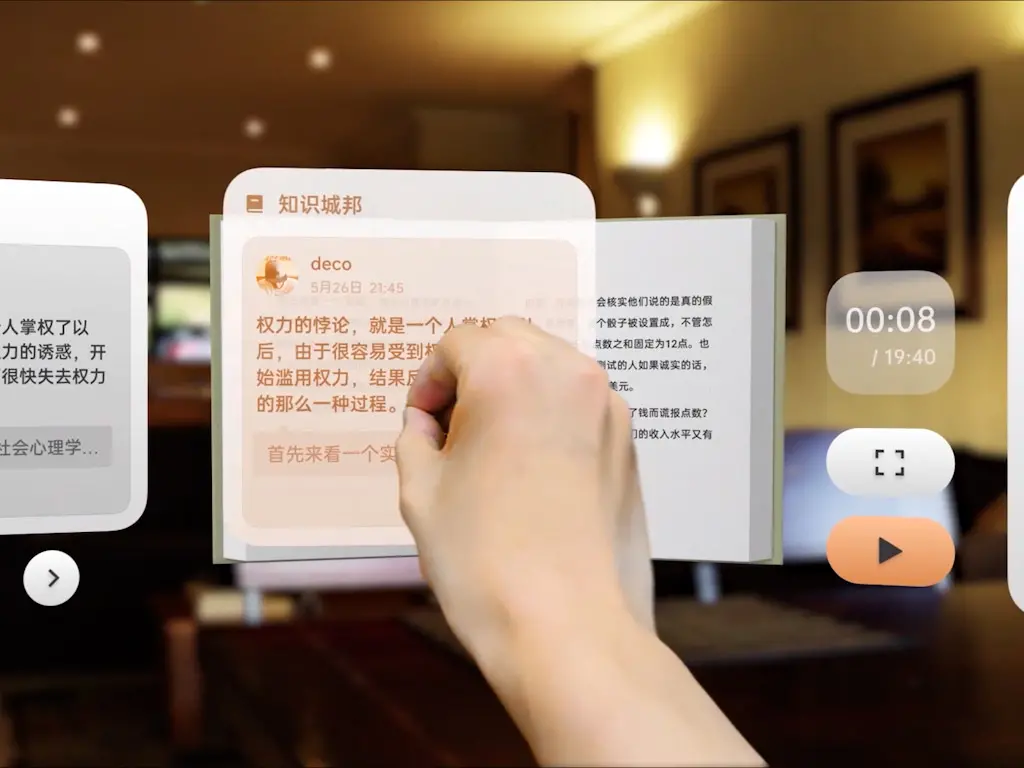 人掌权了以
力的诱惑，开
很快失去权力
社会心理学...
知识城邦
deco
5月26日 21:45
权力的悖论，就是一个人掌权
后，由于很容易受到
始滥用权力，结果
的那么一种过程。
首先来看一个实
会核实他们说的是真的假
个骰子被设置成，不管怎
点数之和固定为12点。也
测试的人如果诚实的话，
美元。
了钱而谎报点数？
们的收入水平又有
00:08
/ 19:40